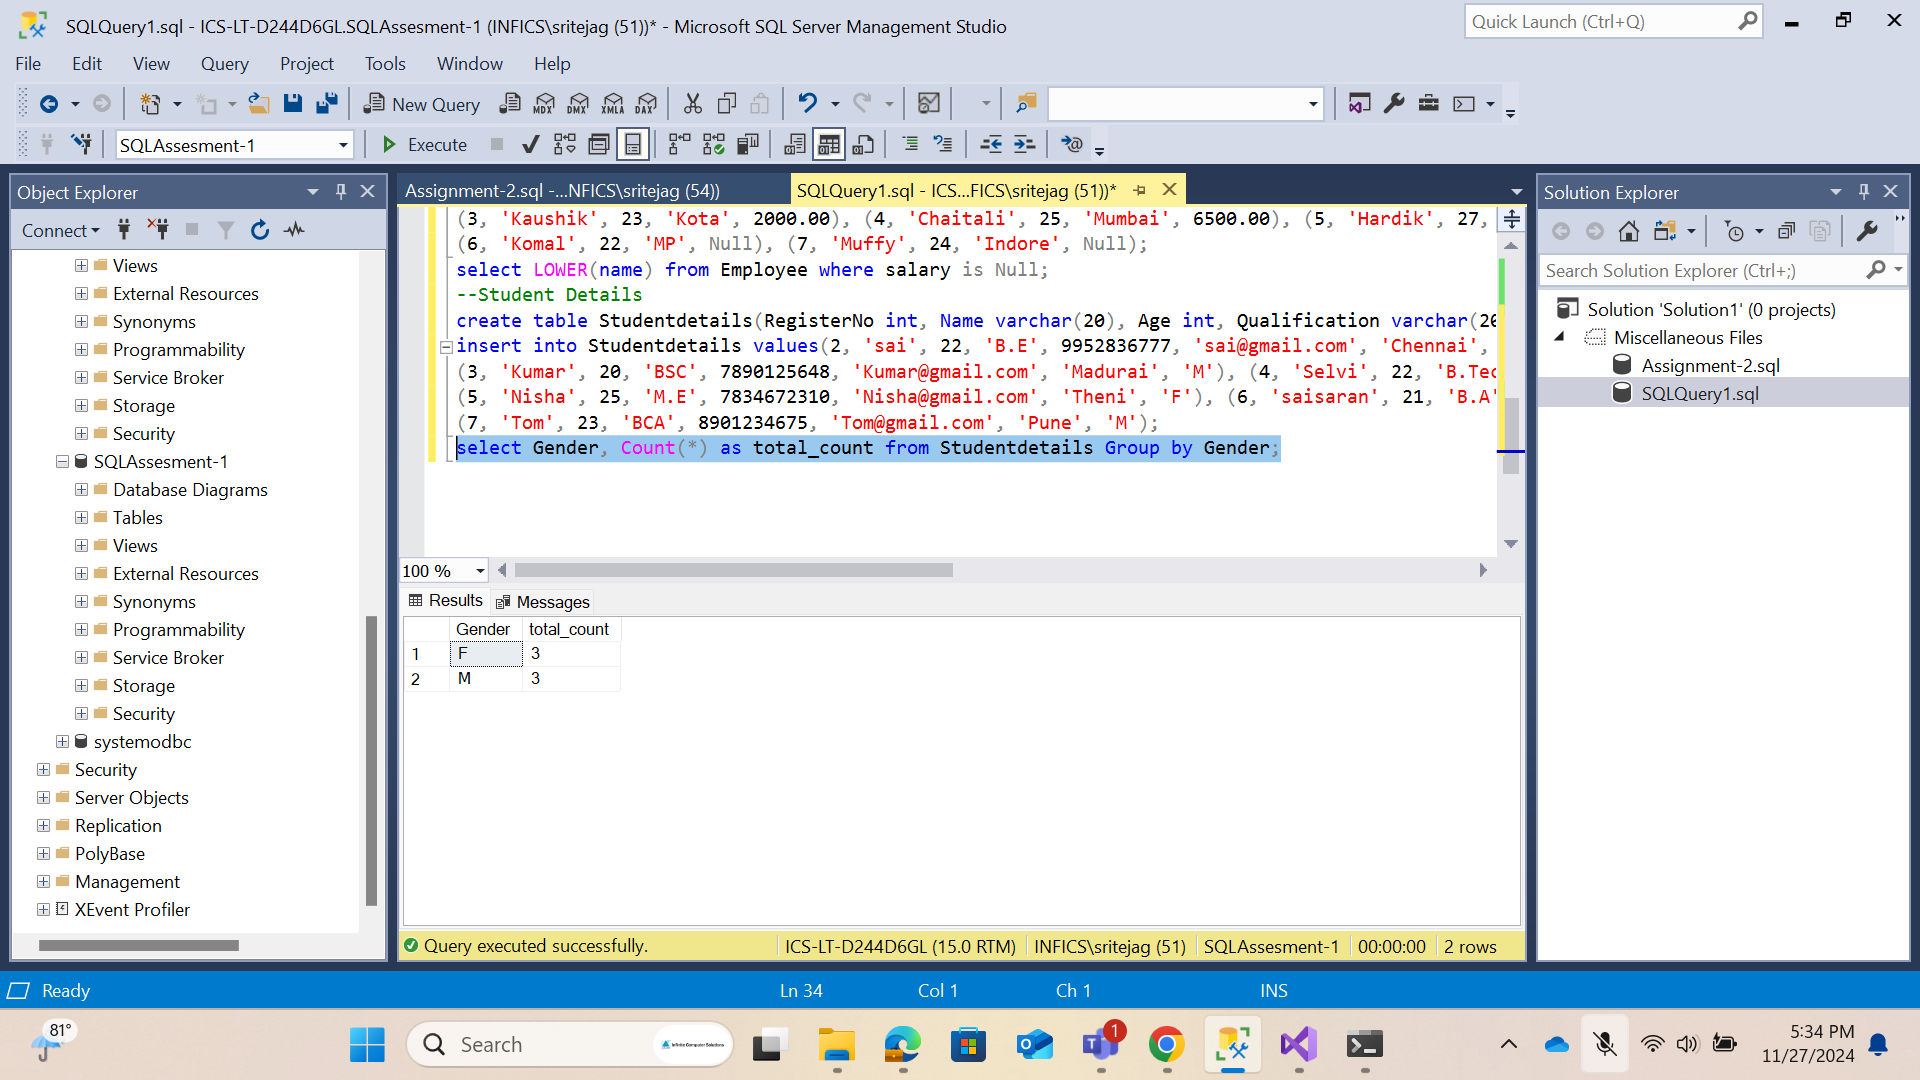 SQLQuery1.sql - ICS-LT-D244D6GL.SQLAssesment-1 (INFICS\sritejag (51))* - Microsoft SQL Server Management Studio
Quick Launch (Ctrl+Q)
File Edit View Query Project Tools Window Help
New Query MDX DMX XMLA DAX
SQLAssesment-1 Execute
Object Explorer
Connect
Views
External Resources
Synonyms
Programmability
Service Broker
Storage
Security
SQLAssesment-1
Database Diagrams
Tables
Views
External Resources
Synonyms
Programmability
Service Broker
Storage
Security
systemodbc
Security
Server Objects
Replication
PolyBase
Management
XEvent Profiler
Assignment-2.sql -...NFICS\sritejag (54))
SQLQuery1.sql - ICS...FICS\sritejag (51))*
(3, 'Kaushik', 23, 'Kota', 2000.00), (4, 'Chaitali', 25, 'Mumbai', 6500.00), (5, 'Hardik', 27,
(6, 'Komal', 22, 'MP', Null), (7, 'Muffy', 24, 'Indore', Null);
select LOWER(name) from Employee where salary is Null;
--Student Details
create table Studentdetails(RegisterNo int, Name varchar(20), Age int, Qualification varchar(20
insert into Studentdetails values(2, 'sai', 22, 'B.E', 9952836777, 'sai@gmail.com', 'Chennai',
(3, 'Kumar', 20, 'BSC', 7890125648, 'Kumar@gmail.com', 'Madurai', 'M'), (4, 'Selvi', 22, 'B.Tec
(5, 'Nisha', 25, 'M.E', 7834672310, 'Nisha@gmail.com', 'Theni', 'F'), (6, 'saisaran', 21, 'B.A'
(7, 'Tom', 23, 'BCA', 8901234675, 'Tom@gmail.com', 'Pune', 'M');
select Gender, Count(*) as total_count from Studentdetails Group by Gender;
100 %
Results Messages
Gender total_count
1 F 3
2 M 3
Query executed successfully. ICS-LT-D244D6GL (15.0 RTM) INFICS\sritejag (51) SQLAssesment-1 00:00:00 2 rows
Solution Explorer
Search Solution Explorer (Ctrl+;)
Solution 'Solution1' (0 projects)
Miscellaneous Files
Assignment-2.sql
SQLQuery1.sql
Ready Ln 34 Col 1 Ch 1 INS
81°
Search
Infinite Computer Solutions
1
5:34 PM
11/27/2024